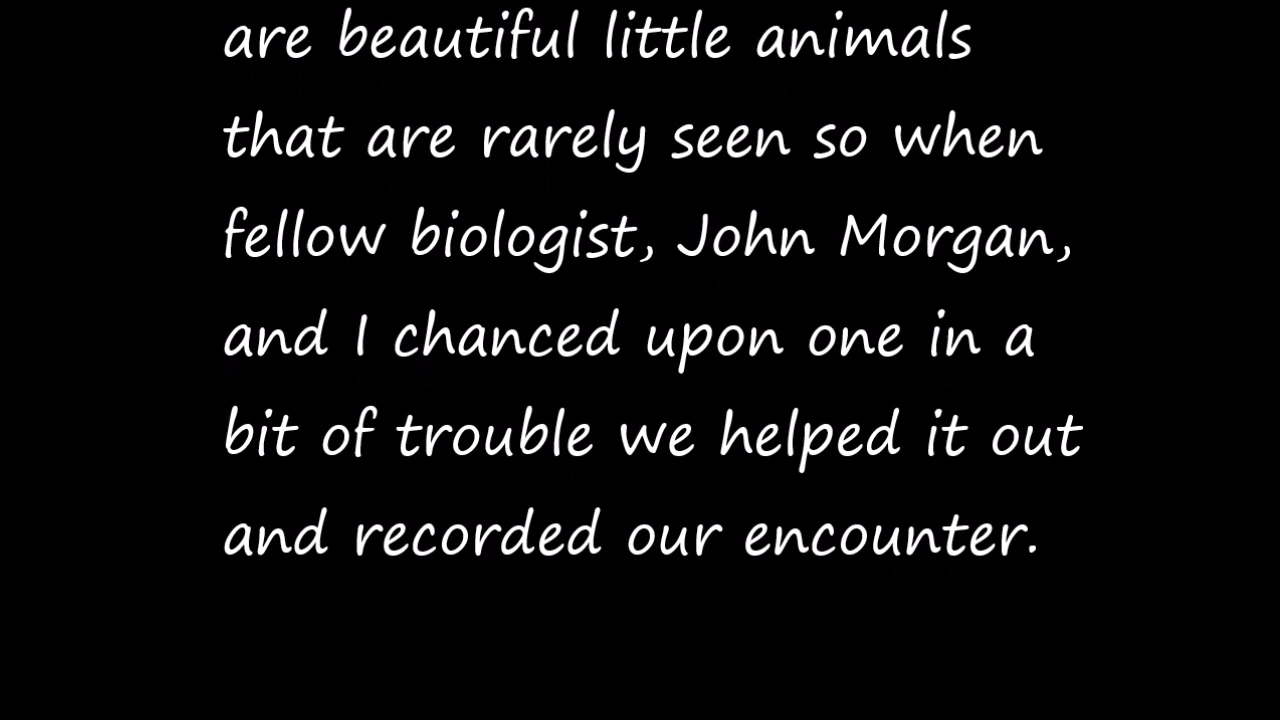 are beautiful little animals
that are rarely seen so when
fellow biologist, John Morgan,
and I chanced upon one in a
bit of trouble we helped it out
and recorded our encounter.